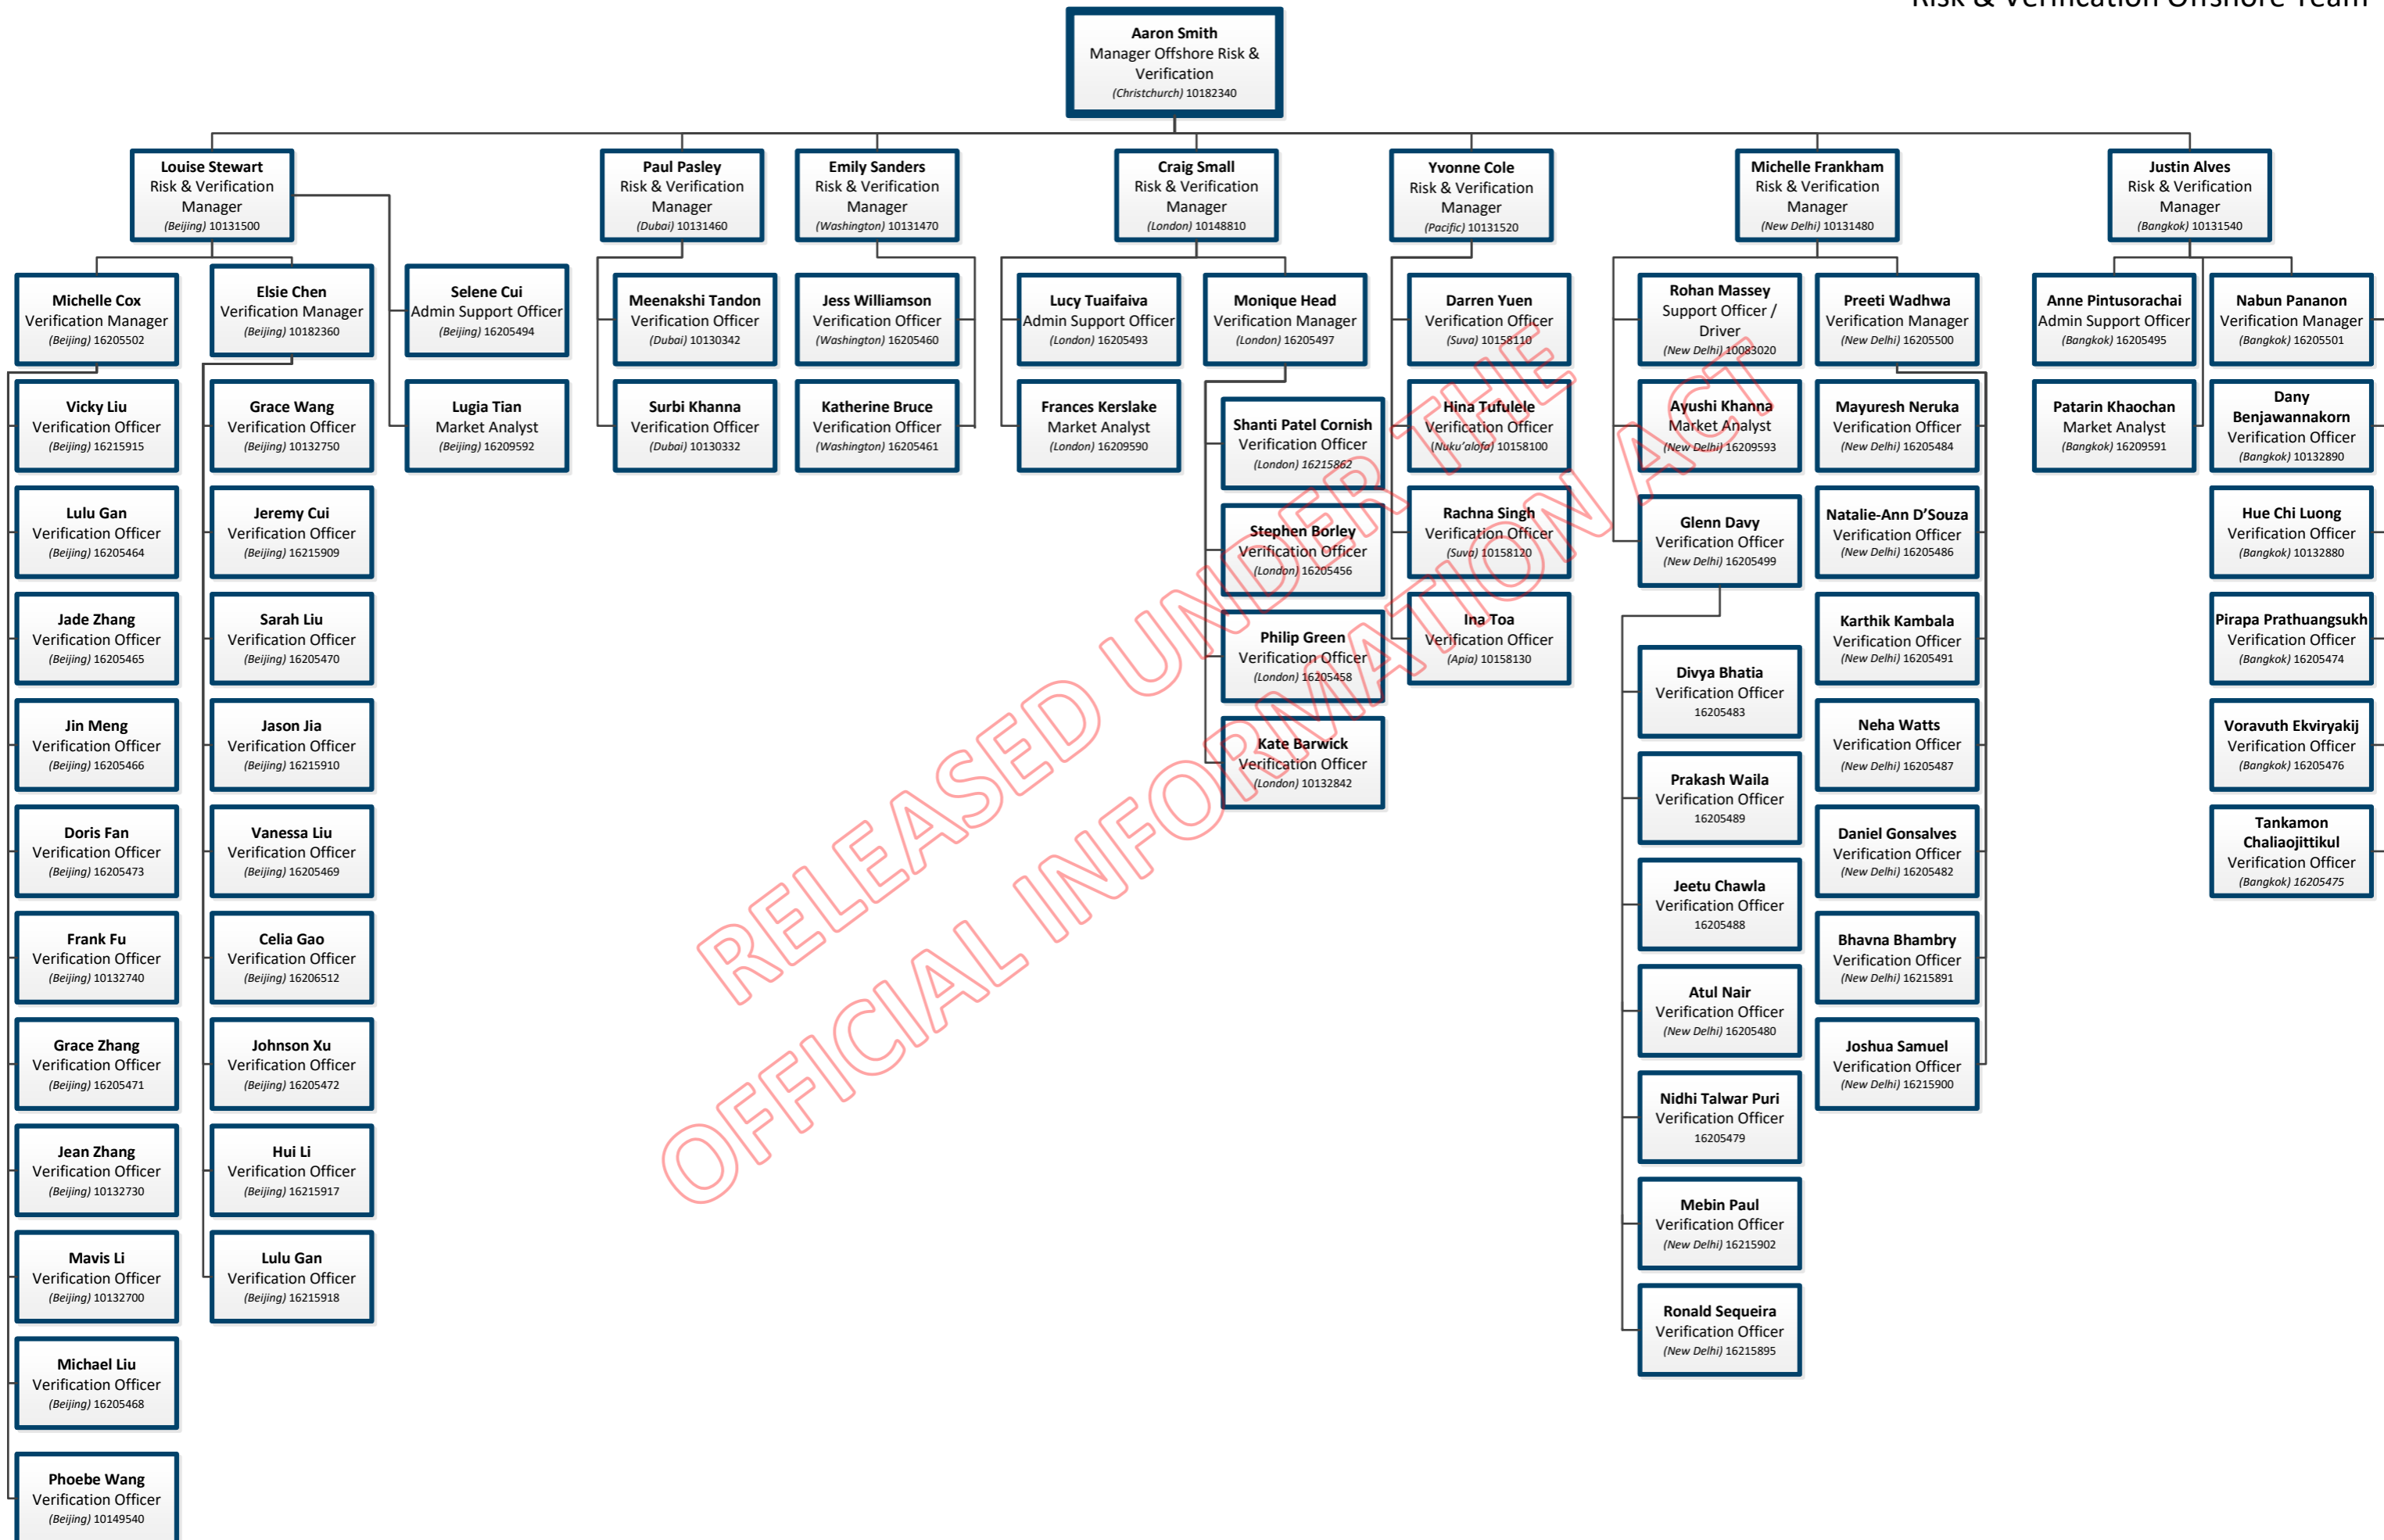 Risk & Verification Offshore Team
Aaron Smith
Manager Offshore Risk &
Verification
(Christchurch) 10182340
Louise Stewart
Risk & Verification
Manager
(Beijing) 10131500
Paul Pasley
Risk & Verification
Manager
(Dubai) 10131460
Emily Sanders
Risk & Verification
Manager
(Washington) 10131470
Craig Small
Risk & Verification
Manager
(London) 10148810
Yvonne Cole
Risk & Verification
Manager
(Pacific) 10131520
Michelle Frankham
Risk & Verification
Manager
(New Delhi) 10131480
Justin Alves
Risk & Verification
Manager
(Bangkok) 10131540
Michelle Cox
Verification Manager
(Beijing) 16205502
Vicky Liu
Verification Officer
(Beijing) 16215915
Lulu Gan
Verification Officer
(Beijing) 16205464
Jade Zhang
Verification Officer
(Beijing) 16205465
Jin Meng
Verification Officer
(Beijing) 16205466
Doris Fan
Verification Officer
(Beijing) 16205473
Frank Fu
Verification Officer
(Beijing) 10132740
Grace Zhang
Verification Officer
(Beijing) 16205471
Jean Zhang
Verification Officer
(Beijing) 10132730
Mavis Li
Verification Officer
(Beijing) 10132700
Michael Liu
Verification Officer
(Beijing) 16205468
Phoebe Wang
Verification Officer
(Beijing) 10149540
Elsie Chen
Verification Manager
(Beijing) 10182360
Grace Wang
Verification Officer
(Beijing) 10132750
Jeremy Cui
Verification Officer
(Beijing) 16215909
Sarah Liu
Verification Officer
(Beijing) 16205470
Jason Jia
Verification Officer
(Beijing) 16215910
Vanessa Liu
Verification Officer
(Beijing) 16205469
Celia Gao
Verification Officer
(Beijing) 16206512
Johnson Xu
Verification Officer
(Beijing) 16205472
Hui Li
Verification Officer
(Beijing) 16215917
Lulu Gan
Verification Officer
(Beijing) 16215918
Selene Cui
Admin Support Officer
(Beijing) 16205494
Lugia Tian
Market Analyst
(Beijing) 16209592
Meenakshi Tandon
Verification Officer
(Dubai) 10130342
Surbi Khanna
Verification Officer
(Dubai) 10130332
Jess Williamson
Verification Officer
(Washington) 16205460
Katherine Bruce
Verification Officer
(Washington) 16205461
Lucy Tuaifaiva
Admin Support Officer
(London) 16205493
Frances Kerslake
Market Analyst
(London) 16209590
Monique Head
Verification Manager
(London) 16205497
Shanti Patel Cornish
Verification Officer
(London) 16215862
Stephen Borley
Verification Officer
(London) 16205456
Philip Green
Verification Officer
(London) 16205458
Kate Barwick
Verification Officer
(London) 10132842
Darren Yuen
Verification Officer
(Suva) 10158110
Hina Tufulele
Verification Officer
(Nuku’alofa) 10158100
Rachna Singh
Verification Officer
(Suva) 10158120
Ina Toa
Verification Officer
(Apia) 10158130
Rohan Massey
Support Officer /
Driver
(New Delhi) 10083020
Ayushi Khanna
Market Analyst
(New Delhi) 16209593
Glenn Davy
Verification Officer
(New Delhi) 16205499
Divya Bhatia
Verification Officer
16205483
Prakash Waila
Verification Officer
16205489
Jeetu Chawla
Verification Officer
16205488
Atul Nair
Verification Officer
(New Delhi) 16205480
Nidhi Talwar Puri
Verification Officer
16205479
Mebin Paul
Verification Officer
(New Delhi) 16215902
Ronald Sequeira
Verification Officer
(New Delhi) 16215895
Preeti Wadhwa
Verification Manager
(New Delhi) 16205500
Mayuresh Neruka
Verification Officer
(New Delhi) 16205484
Natalie-Ann D’Souza
Verification Officer
(New Delhi) 16205486
Karthik Kambala
Verification Officer
(New Delhi) 16205491
Neha Watts
Verification Officer
(New Delhi) 16205487
Daniel Gonsalves
Verification Officer
(New Delhi) 16205482
Bhavna Bhambry
Verification Officer
(New Delhi) 16215891
Joshua Samuel
Verification Officer
(New Delhi) 16215900
Anne Pintusorachai
Admin Support Officer
(Bangkok) 16205495
Patarin Khaochan
Market Analyst
(Bangkok) 16209591
Nabun Pananon
Verification Manager
(Bangkok) 16205501
Dany
Benjawannakorn
Verification Officer
(Bangkok) 10132890
Hue Chi Luong
Verification Officer
(Bangkok) 10132880
Pirapa Prathuangsukh
Verification Officer
(Bangkok) 16205474
Voravuth Ekviryakij
Verification Officer
(Bangkok) 16205476
Tankamon
Chaliaojittikul
Verification Officer
(Bangkok) 16205475
RELEASED UNDER THE
OFFICIAL INFORMATION ACT